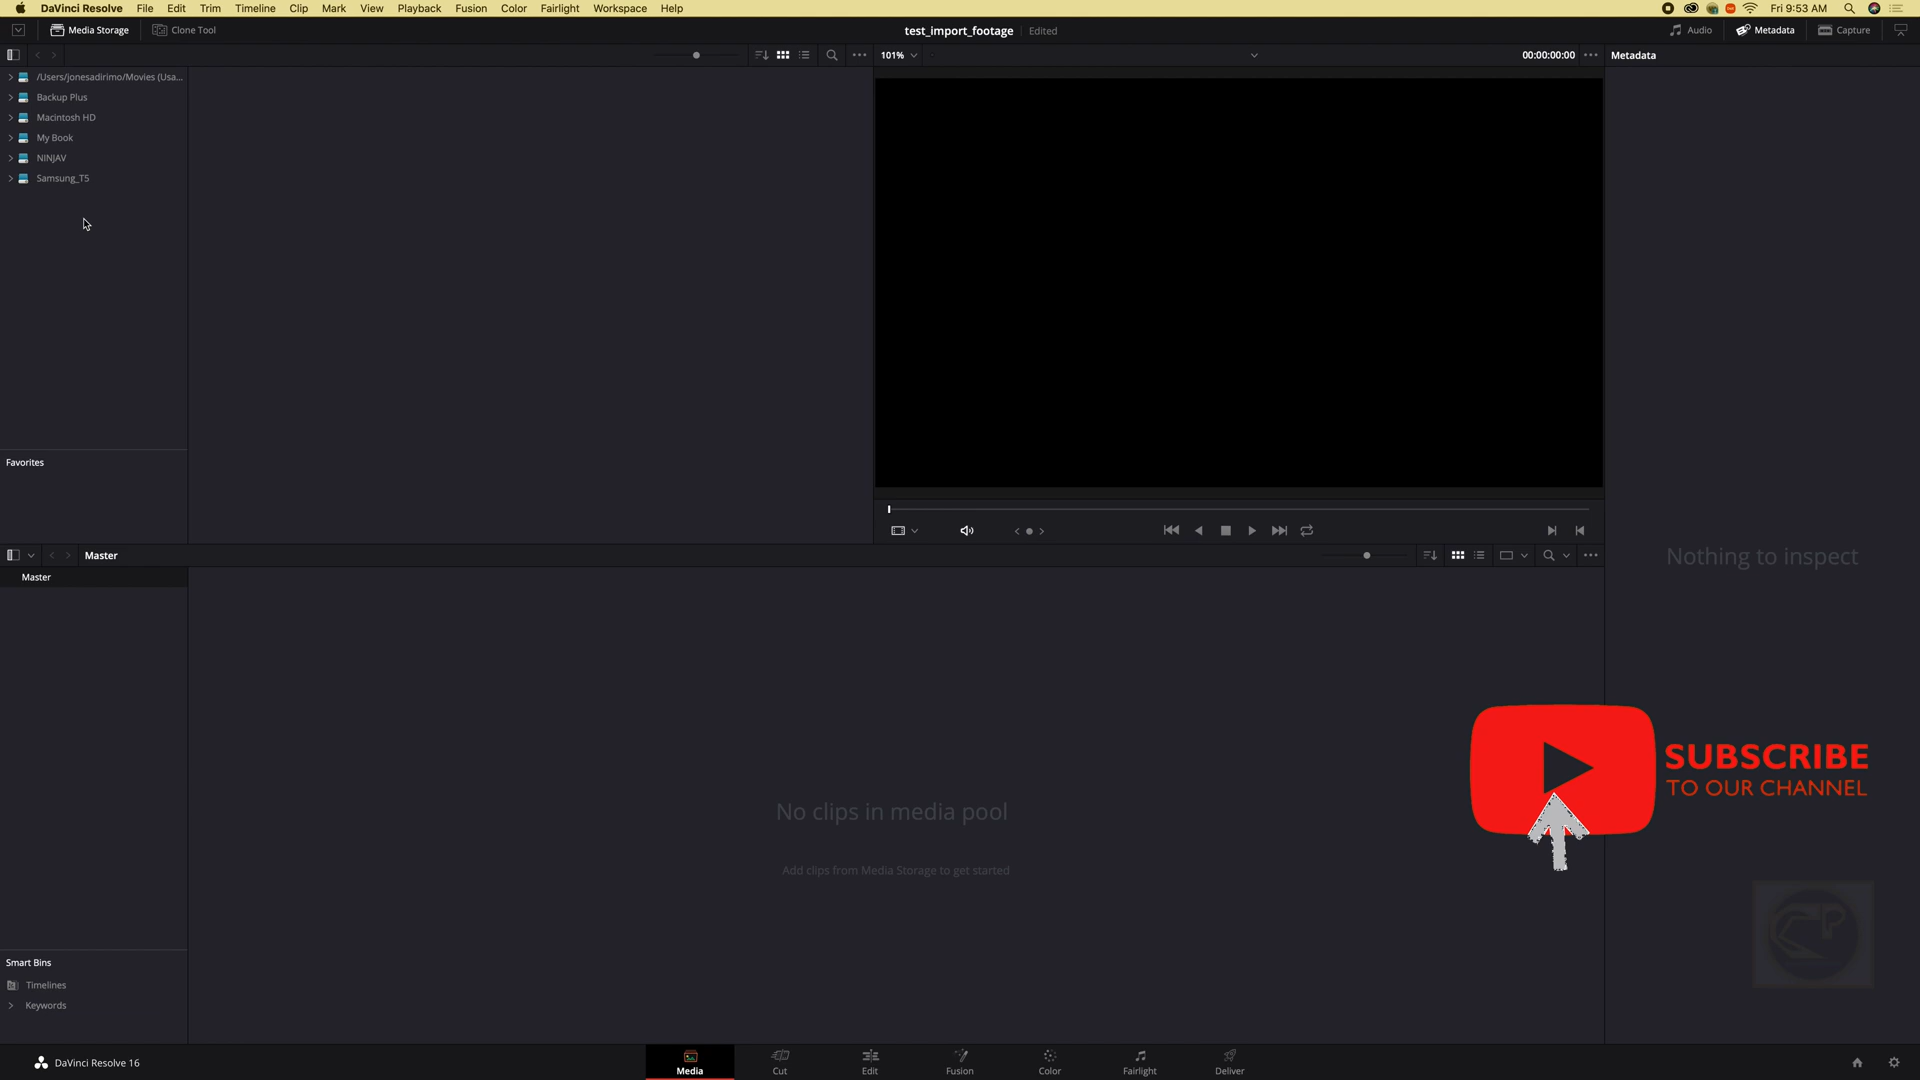 DaVinci Resolve File Edit Trim Timeline Clip Mark View Playback Fusion Color Fairlight Workspace Help Fri 9:53 AM
Media Storage Clone Tool test_import_footage Edited Audio Metadata Capture
101% 00:00:00:00 Metadata
/Users/jonesadirimo/Movies (Usa...
Backup Plus
Macintosh HD
My Book
NINJAV
Samsung_T5
Favorites
Master
Master
Nothing to inspect
No clips in media pool
Add clips from Media Storage to get started
SUBSCRIBE
TO OUR CHANNEL
Smart Bins
Timelines
Keywords
DaVinci Resolve 16
Media Cut Edit Fusion Color Fairlight Deliver